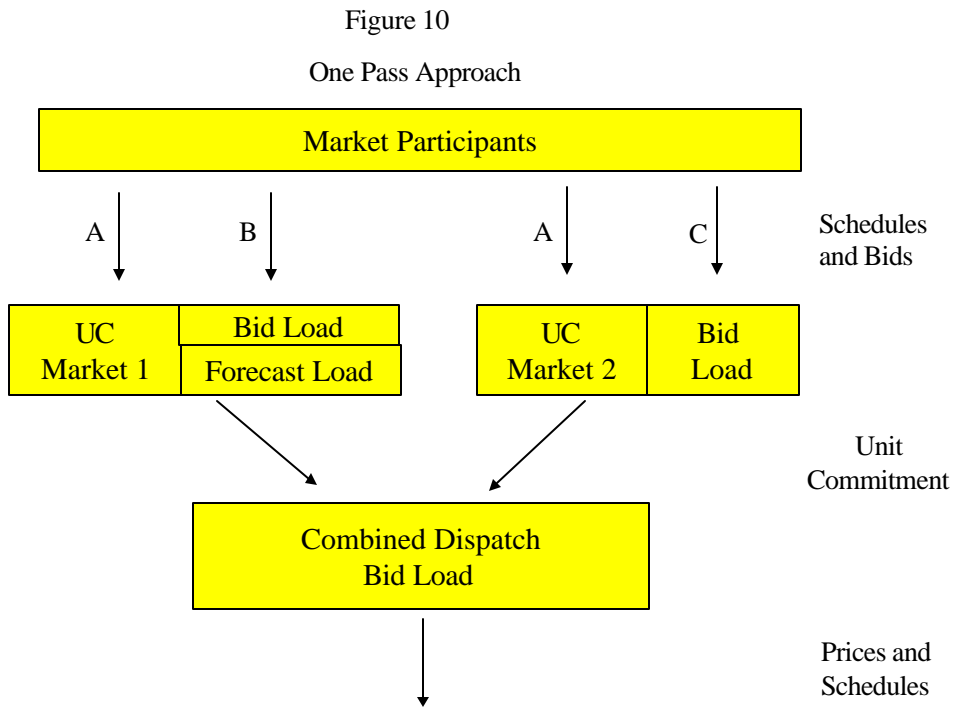 Figure 10
One Pass Approach
Market Participants
A
B
A
C
Schedules
and Bids
UC
Market 1
Bid Load
Forecast Load
UC
Market 2
Bid
Load
Unit
Commitment
Combined Dispatch
Bid Load
Prices and
Schedules